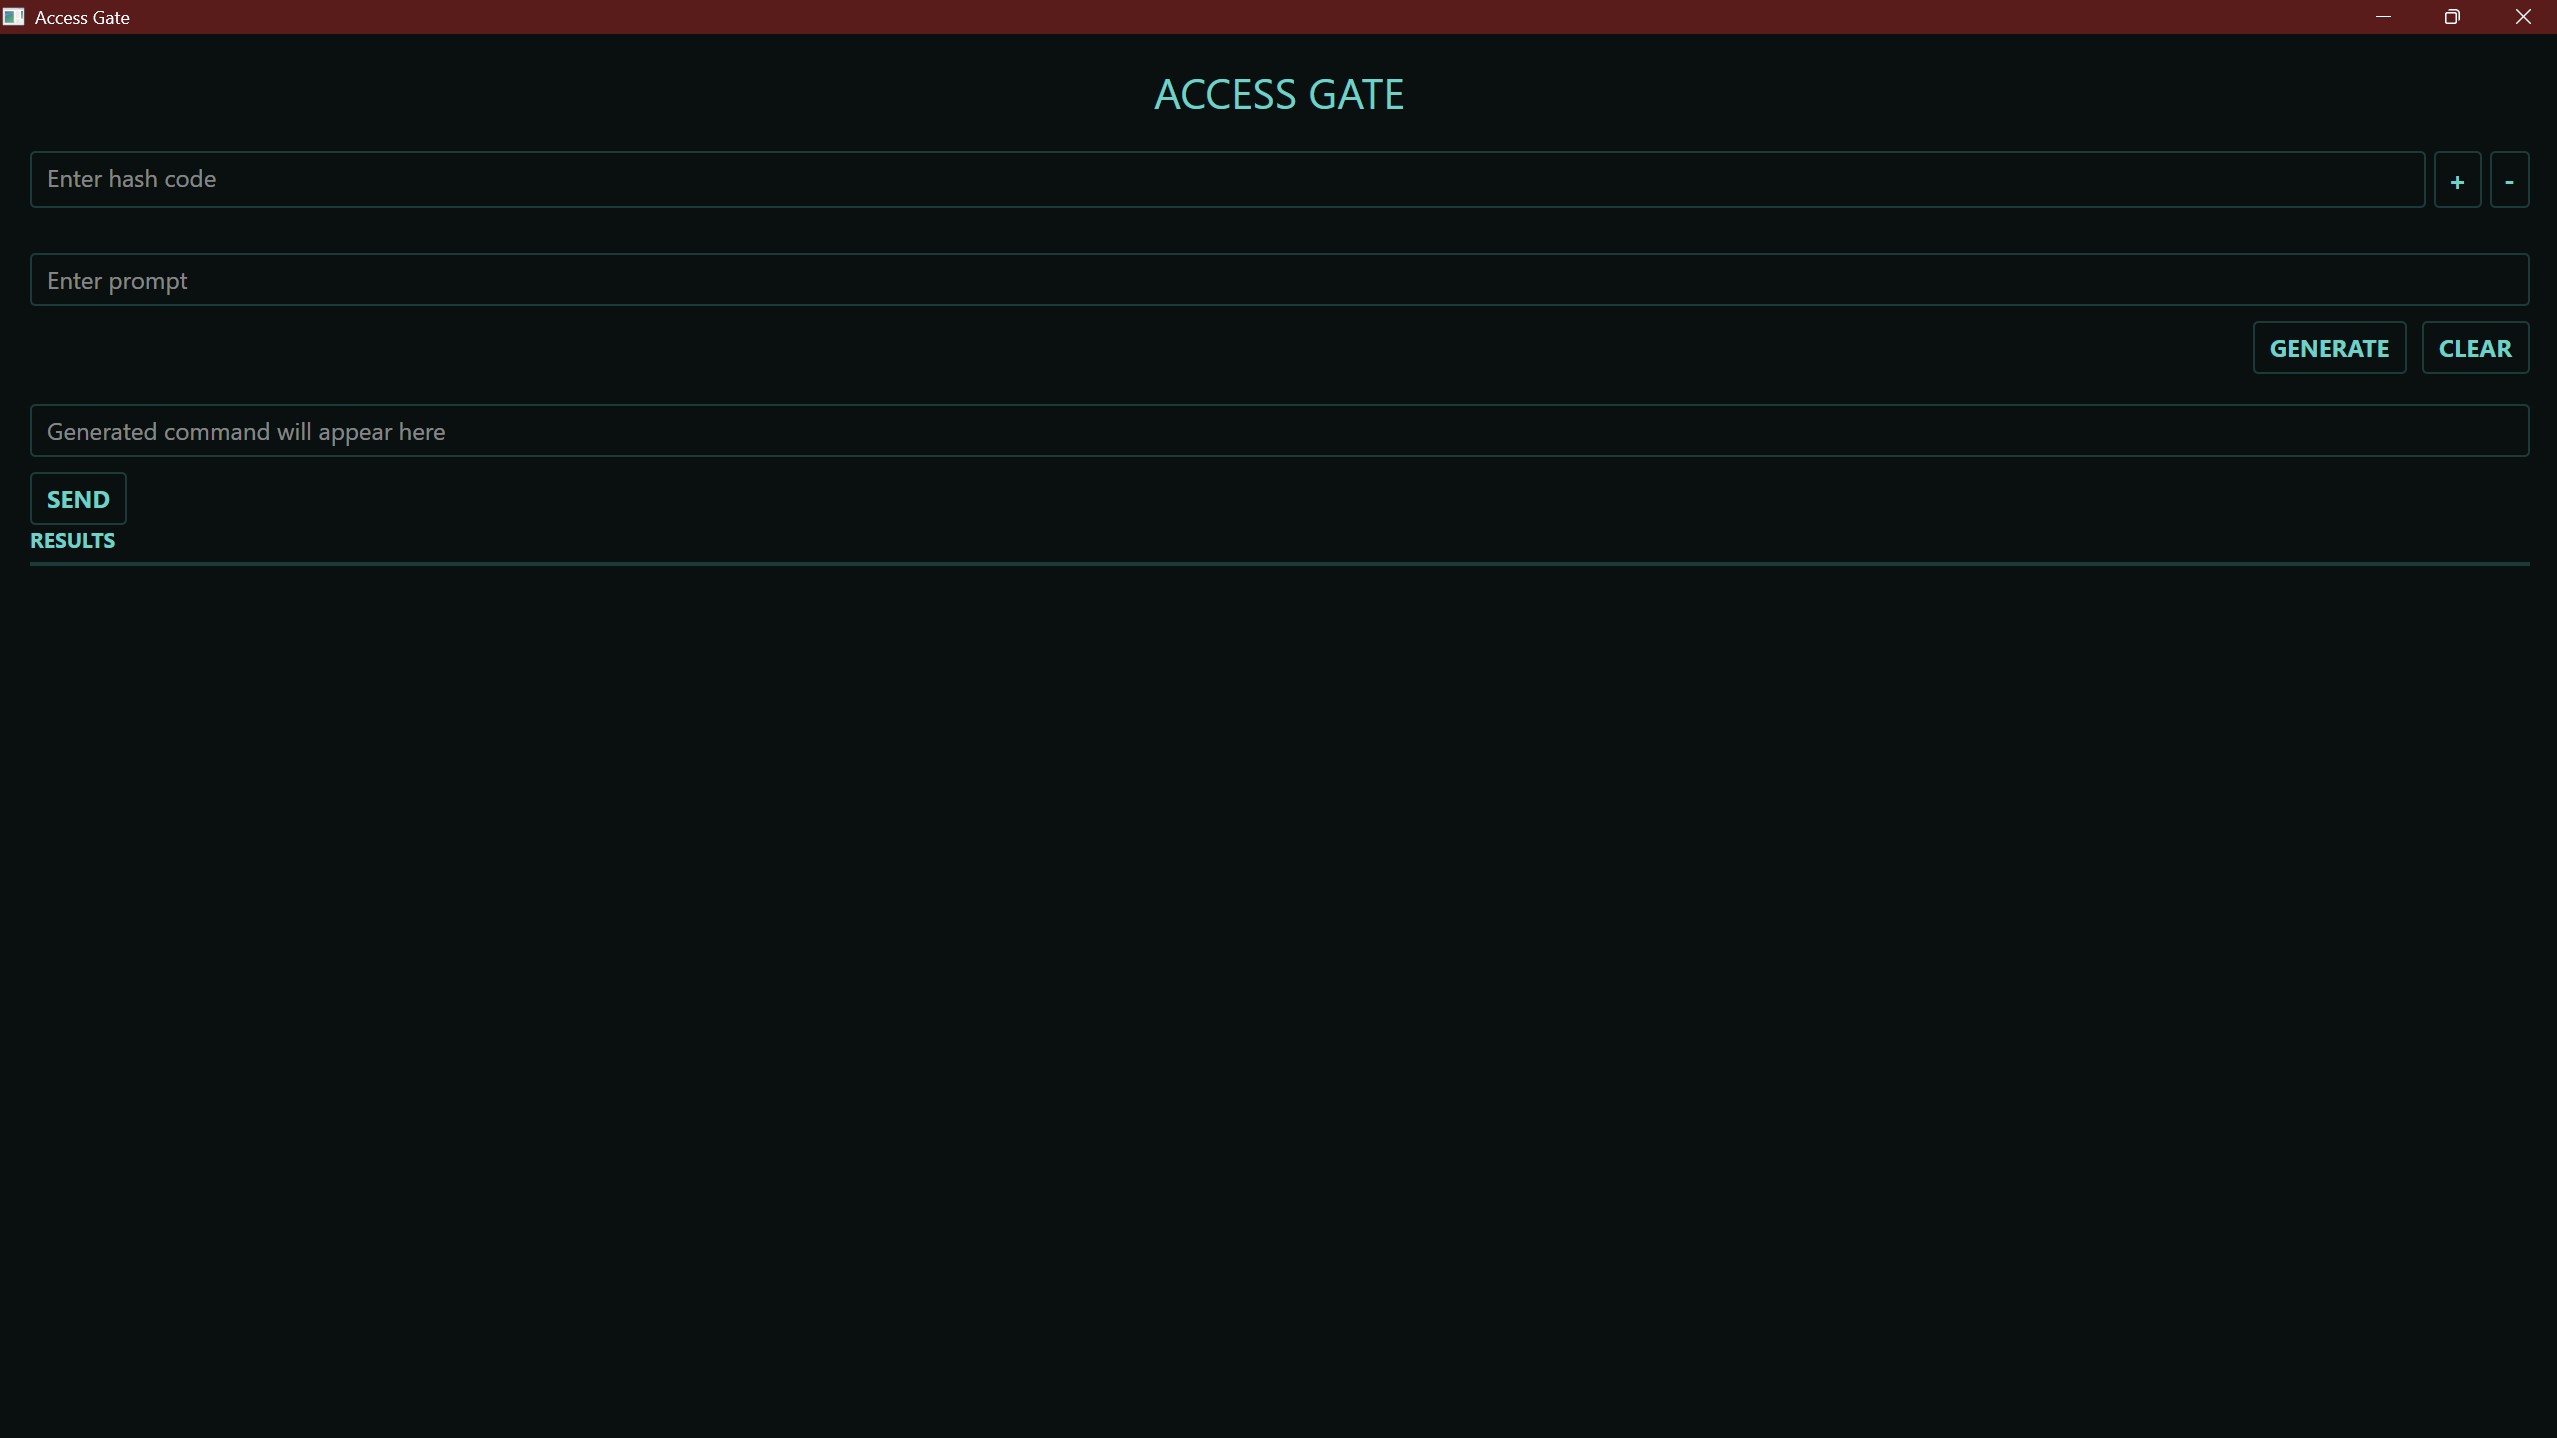 Access Gate
ACCESS GATE
Enter hash code
+ -
Enter prompt
GENERATE CLEAR
Generated command will appear here
SEND
RESULTS